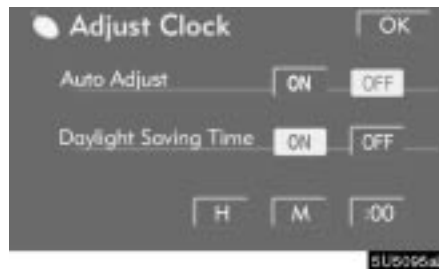 Adjust Clock OK
Auto Adjust ON OFF
Daylight Saving Time ON OFF
H M :00
5U5095a